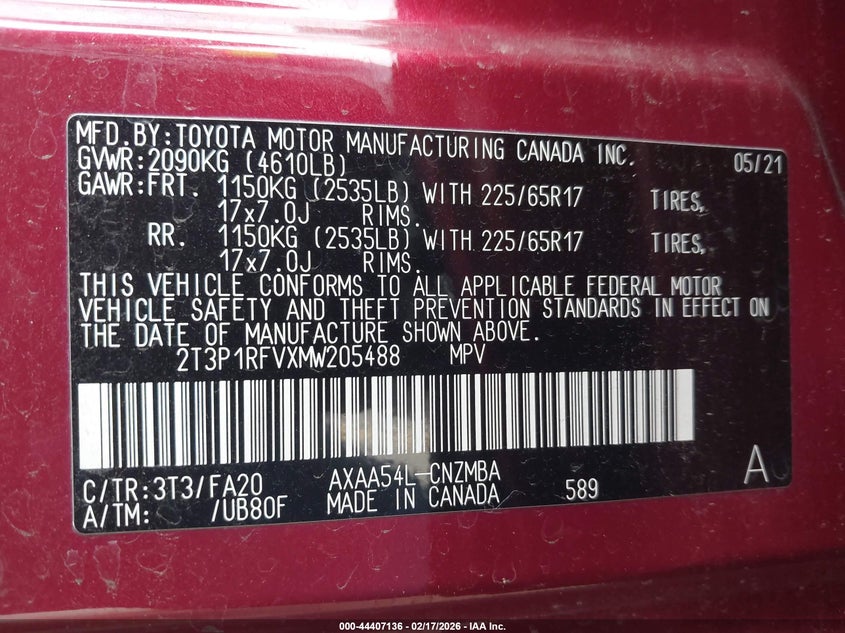 MFD.BY:TOYOTA MOTOR MANUFACTURING CANADA INC. 05/21
GVWR:2090KG (4610LB)
GAWR:FRT. 1150KG (2535LB) WITH 225/65R17 TIRES,
17x7.0J RIMS.
RR. 1150KG (2535LB) WITH 225/65R17 TIRES,
17x7.0J RIMS.
THIS VEHICLE CONFORMS TO ALL APPLICABLE FEDERAL MOTOR
VEHICLE SAFETY AND THEFT PREVENTION STANDARDS IN EFFECT ON
THE DATE OF MANUFACTURE SHOWN ABOVE.
2T3P1RFVXMW205488 MPV
C/TR:3T3/FA20 AXAA54L-CNZMBA 589 A
A/TM: /UB80F MADE IN CANADA
000-44407136 - 02/17/2026 - IAA Inc.